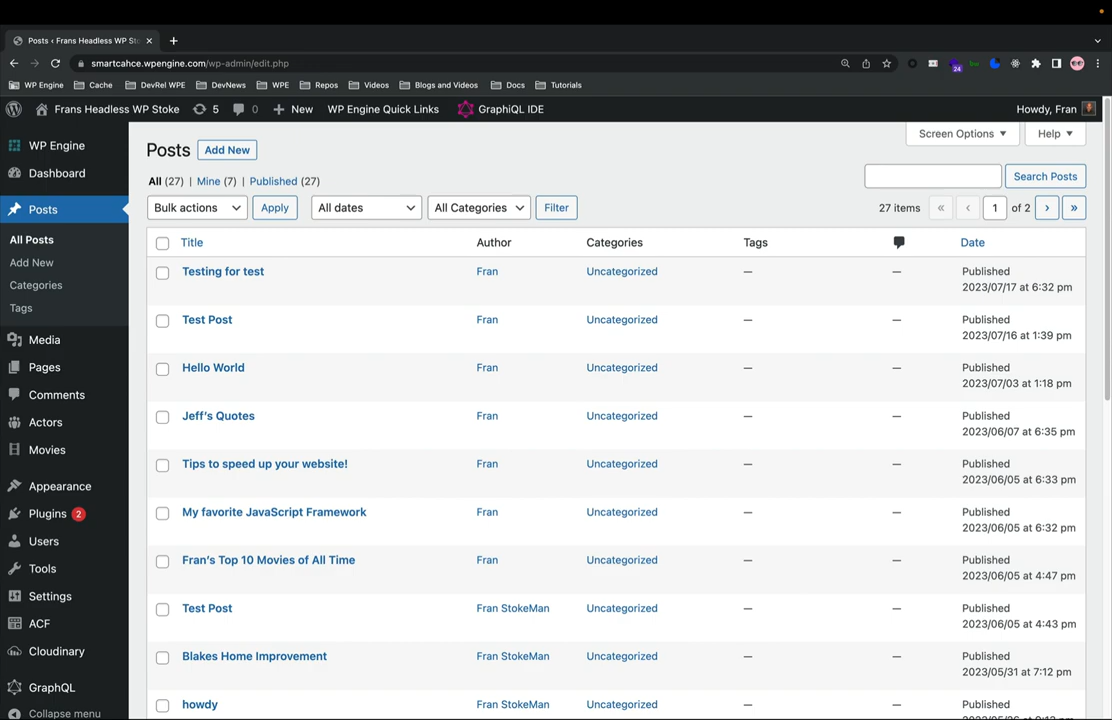 Posts ‹ Frans Headless WP Sto
smartcahce.wpengine.com/wp-admin/edit.php
24
WP Engine Cache DevRel WPE DevNews WPE Repos Videos Blogs and Videos Docs Tutorials
Frans Headless WP Stoke 5 0 New WP Engine Quick Links GraphiQL IDE Howdy, Fran
WP Engine
Dashboard
Posts
All Posts
Add New
Categories
Tags
Media
Pages
Comments
Actors
Movies
Appearance
Plugins 2
Users
Tools
Settings
ACF
Cloudinary
GraphQL
Collapse menu
Screen Options Help
Posts Add New
All (27) | Mine (7) | Published (27)
Search Posts
Bulk actions Apply All dates All Categories Filter 27 items « ‹ 1 of 2 › »
Title Author Categories Tags Date
Testing for test Fran Uncategorized — — Published
2023/07/17 at 6:32 pm
Test Post Fran Uncategorized — — Published
2023/07/16 at 1:39 pm
Hello World Fran Uncategorized — — Published
2023/07/03 at 1:18 pm
Jeff’s Quotes Fran Uncategorized — — Published
2023/06/07 at 6:35 pm
Tips to speed up your website! Fran Uncategorized — — Published
2023/06/05 at 6:33 pm
My favorite JavaScript Framework Fran Uncategorized — — Published
2023/06/05 at 6:32 pm
Fran’s Top 10 Movies of All Time Fran Uncategorized — — Published
2023/06/05 at 4:47 pm
Test Post Fran StokeMan Uncategorized — — Published
2023/06/05 at 4:43 pm
Blakes Home Improvement Fran StokeMan Uncategorized — — Published
2023/05/31 at 7:12 pm
howdy Fran StokeMan Uncategorized — — Published